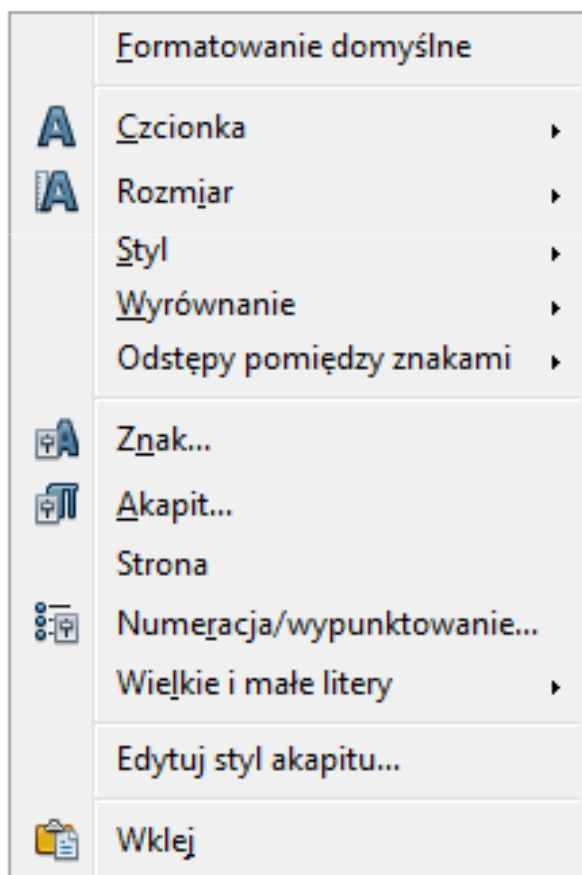 Formatowanie domyślne
Czcionka
Rozmiar
Styl
Wyrównanie
Odstępy pomiędzy znakami
Znak...
Akapit...
Strona
Numeracja/wypunktowanie...
Wielkie i małe litery
Edytuj styl akapitu...
Wklej